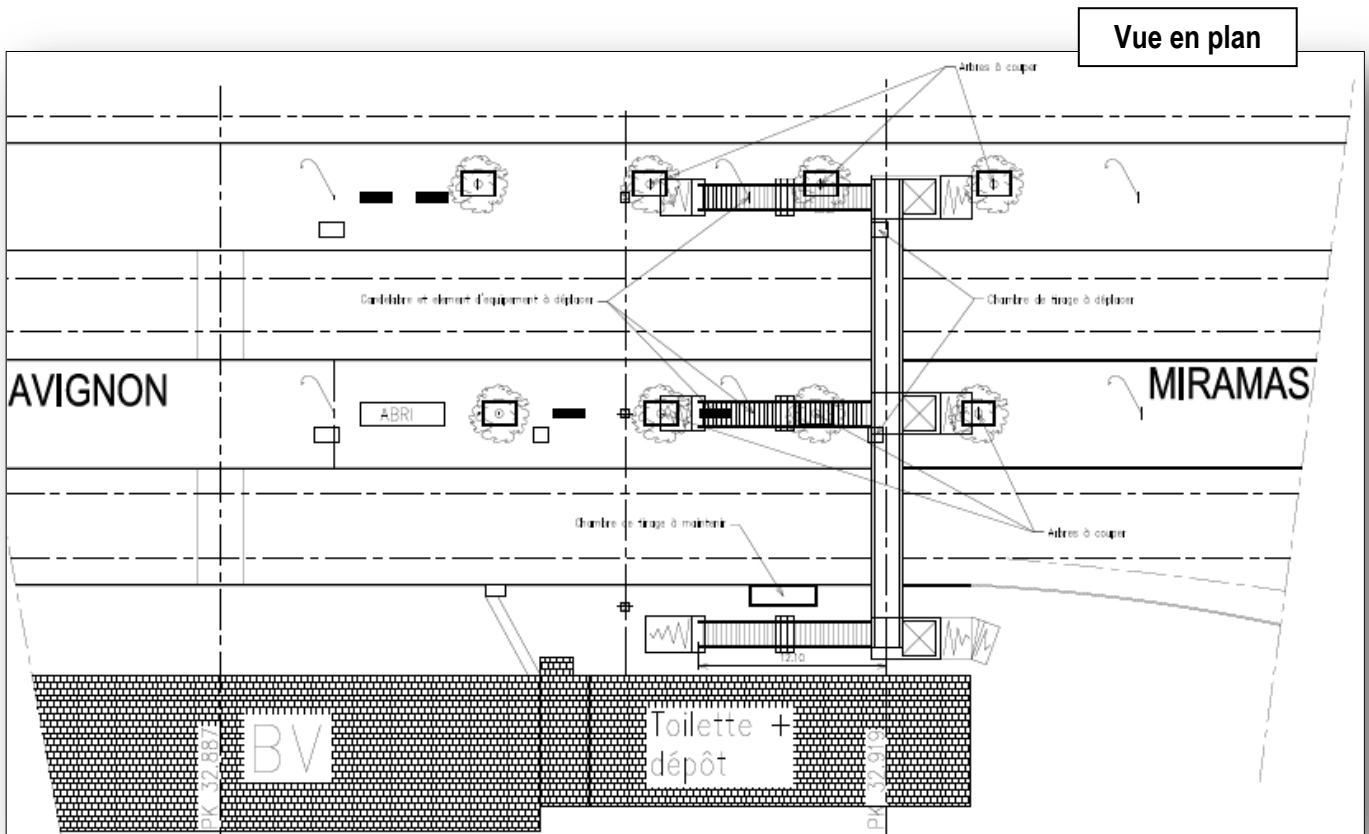 Vue en plan
Arbres à couper
Candelabre et element d'equipement à déplacer
Chambre de tirage à déplacer
AVIGNON
MIRAMAS
ABRI
Chambre de tirage à maintenir
Arbres à couper
12.10
BV
Toilette +
dépôt
PK 32.887
PK 32.919